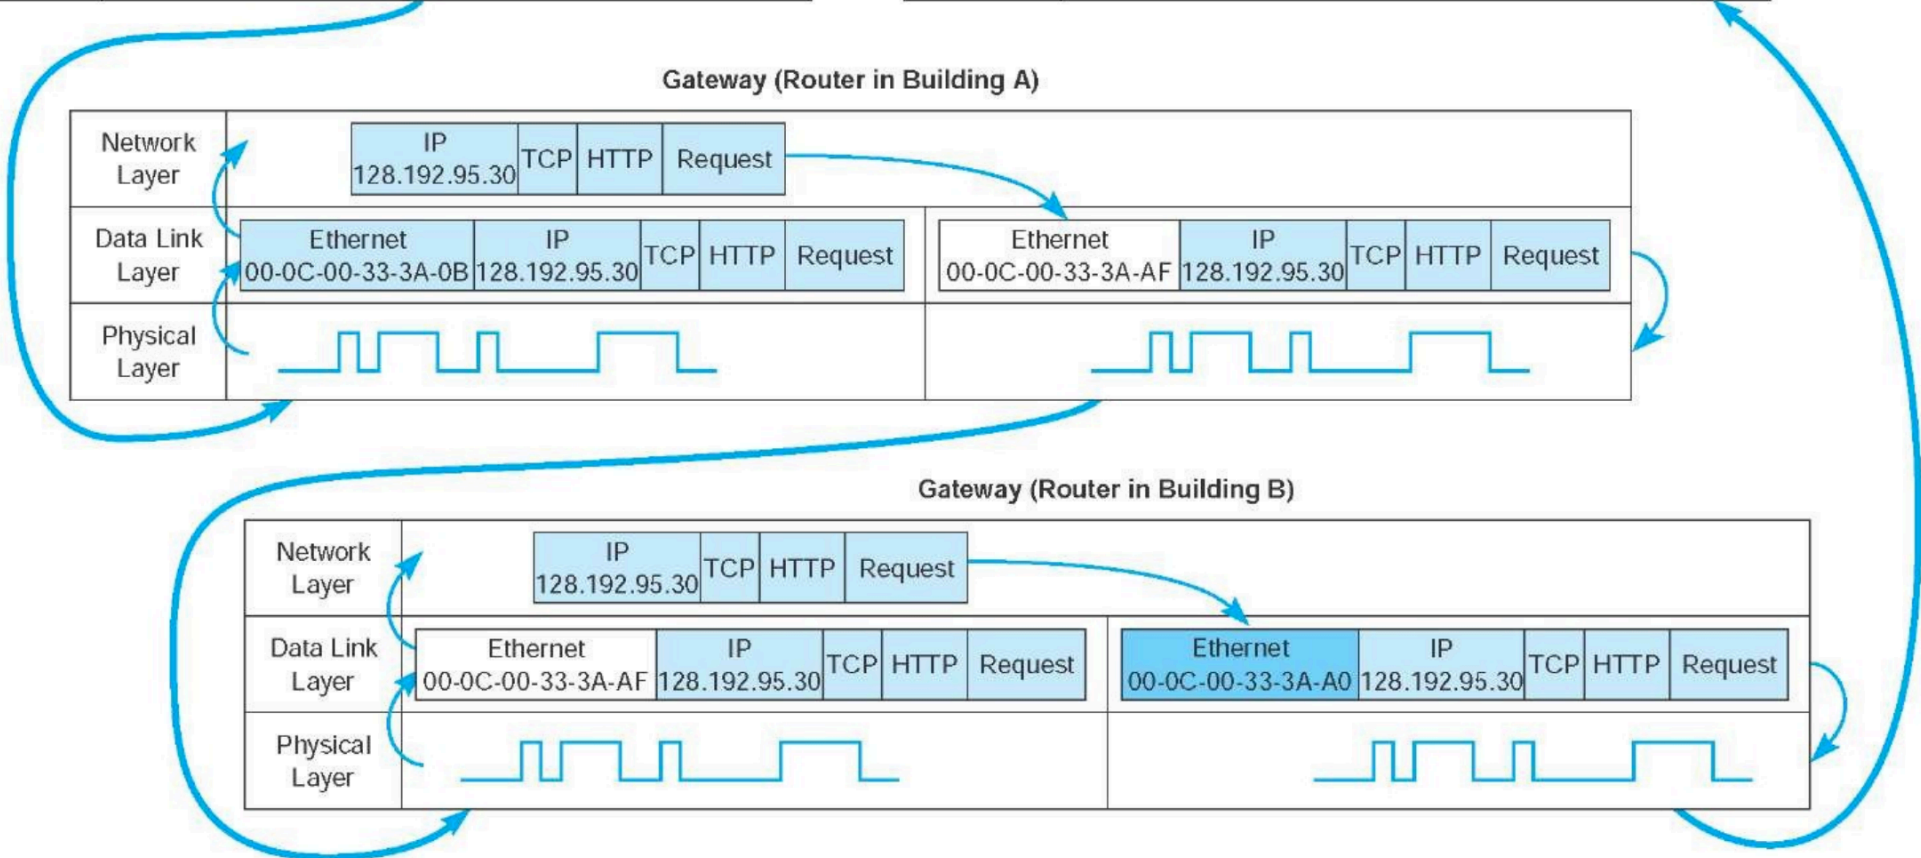 Gateway (Router in Building A)
Network
Layer
IP
128.192.95.30
TCP
HTTP
Request
Data Link
Layer
Ethernet
00-0C-00-33-3A-0B
IP
128.192.95.30
TCP
HTTP
Request
Ethernet
00-0C-00-33-3A-AF
IP
128.192.95.30
TCP
HTTP
Request
Physical
Layer
Gateway (Router in Building B)
Network
Layer
IP
128.192.95.30
TCP
HTTP
Request
Data Link
Layer
Ethernet
00-0C-00-33-3A-AF
IP
128.192.95.30
TCP
HTTP
Request
Ethernet
00-0C-00-33-3A-A0
IP
128.192.95.30
TCP
HTTP
Request
Physical
Layer